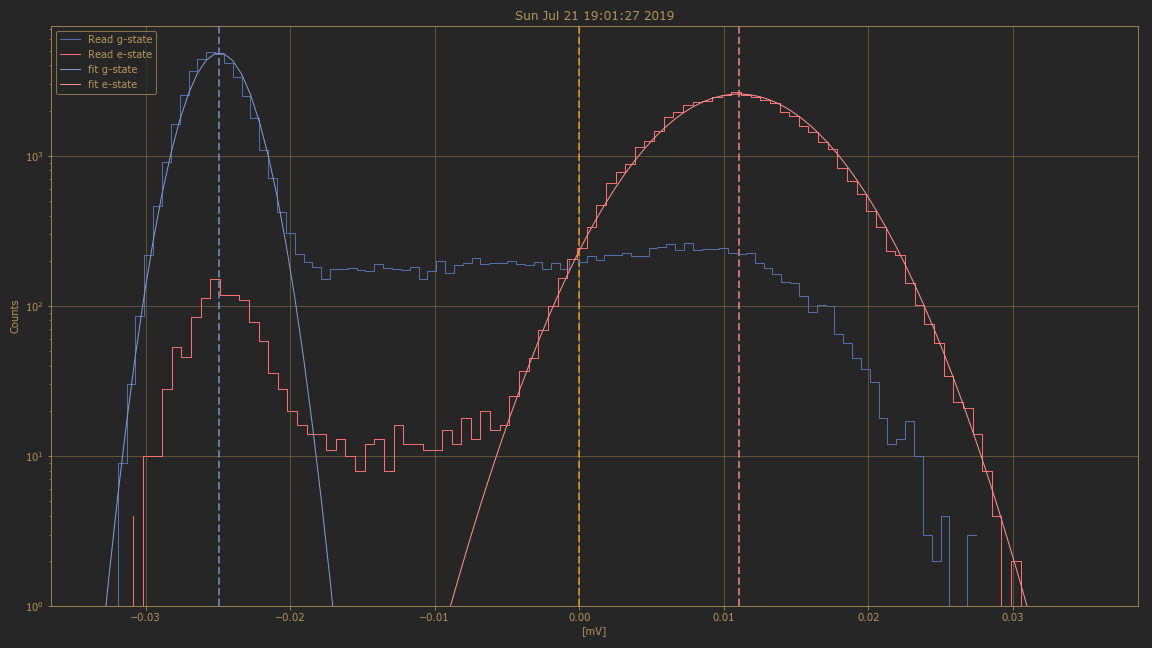 Sun Jul 21 19:01:27 2019
Read g-state
Read e-state
fit g-state
fit e-state
Counts
10³
10²
10¹
10⁰
−0.03
−0.02
−0.01
0.00
0.01
0.02
0.03
[mV]